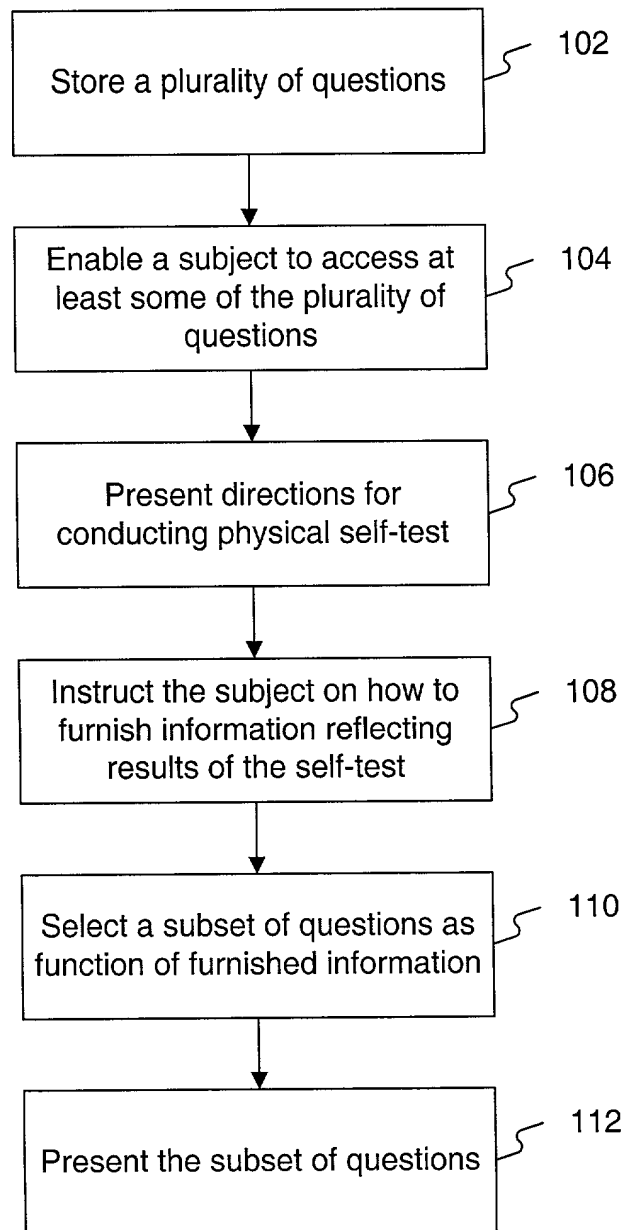 Store a plurality of questions
102
Enable a subject to access at
least some of the plurality of
questions
104
Present directions for
conducting physical self-test
106
Instruct the subject on how to
furnish information reflecting
results of the self-test
108
Select a subset of questions as
function of furnished information
110
Present the subset of questions
112